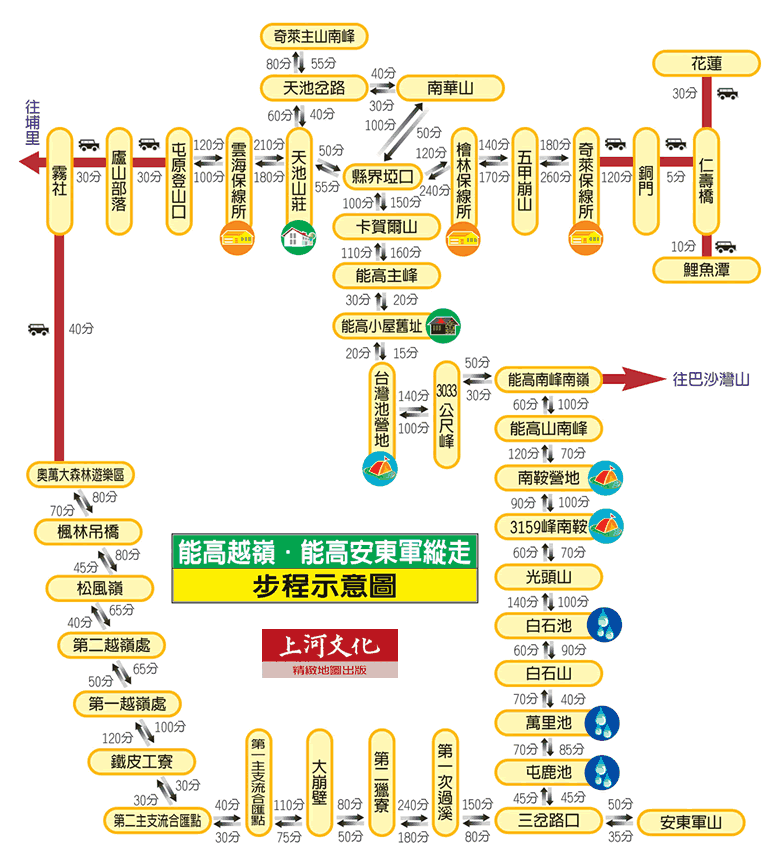 奇萊主山南峰
80分 55分
天池岔路
40分
30分
南華山
60分 40分
100分 50分
花蓮
30分
往埔里
霧社
30分
廬山部落
30分
屯原登山口
120分
100分
雲海保線所
210分
180分
天池山莊
50分
55分
縣界埡口
120分
240分
檜林保線所
140分
170分
五甲崩山
180分
260分
奇萊保線所
120分
銅門
5分
仁壽橋
10分
鯉魚潭
100分 150分
卡賀爾山
110分 160分
能高主峰
30分 20分
能高小屋舊址
20分 15分
40分
台灣池營地
140分
100分
3033公尺峰
50分
30分
能高南峰南嶺
往巴沙灣山
60分 100分
能高山南峰
120分 70分
南鞍營地
90分 100分
3159峰南鞍
60分 70分
光頭山
140分 100分
白石池
60分 90分
白石山
70分 40分
萬里池
70分 85分
屯鹿池
45分 45分
奧萬大森林遊樂區
70分 80分
楓林吊橋
45分 80分
松風嶺
40分 65分
第二越嶺處
50分 65分
第一越嶺處
120分 100分
鐵皮工寮
30分 30分
能高越嶺‧能高安東軍縱走
步程示意圖
上河文化
精緻地圖出版
第二主支流合匯點
40分
30分
第一主支流合匯點
110分
75分
大崩壁
80分
50分
第二獵寮
240分
180分
第一次過溪
150分
80分
三岔路口
50分
35分
安東軍山